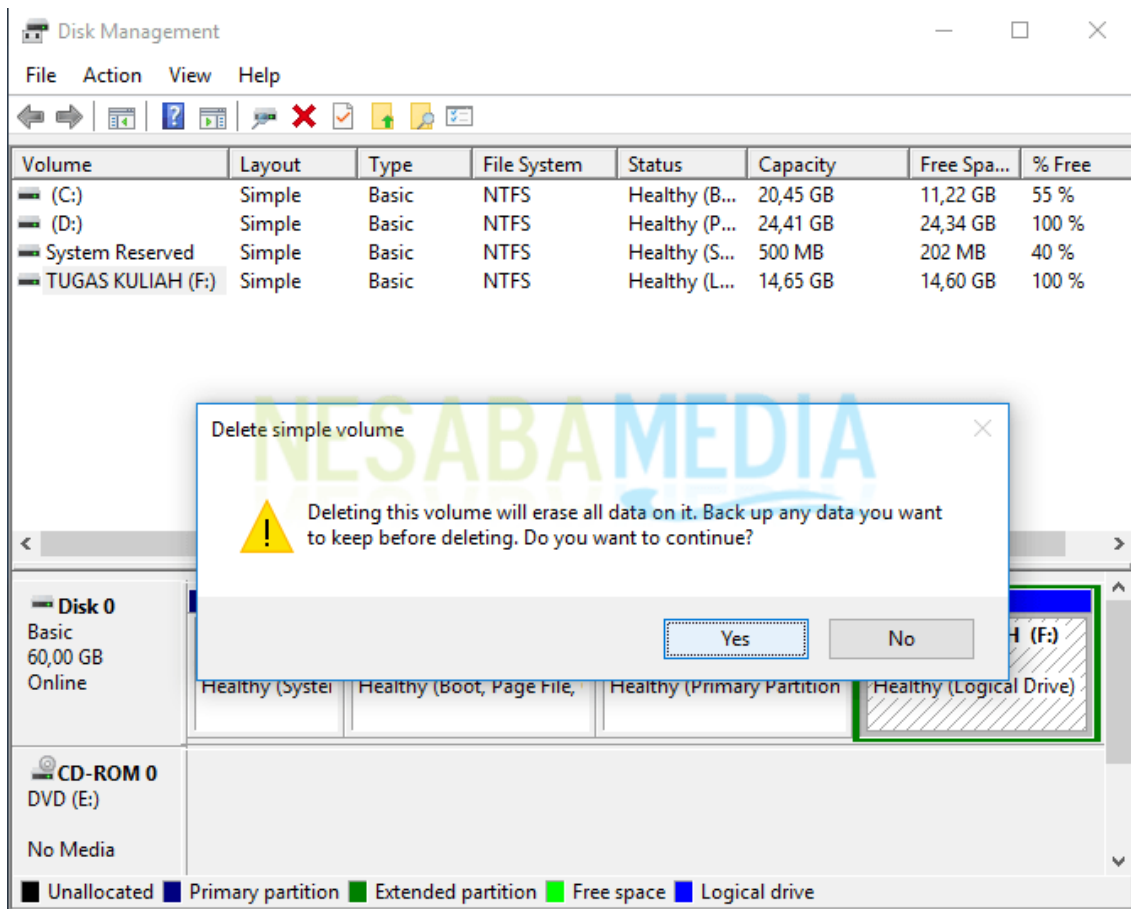 Disk Management
File Action View Help
Volume Layout Type File System Status Capacity Free Spa... % Free
(C:) Simple Basic NTFS Healthy (B... 20,45 GB 11,22 GB 55 %
(D:) Simple Basic NTFS Healthy (P... 24,41 GB 24,34 GB 100 %
System Reserved Simple Basic NTFS Healthy (S... 500 MB 202 MB 40 %
TUGAS KULIAH (F:) Simple Basic NTFS Healthy (L... 14,65 GB 14,60 GB 100 %
NESABAMEDIA
Delete simple volume
Deleting this volume will erase all data on it. Back up any data you want
to keep before deleting. Do you want to continue?
Yes No
Disk 0
Basic
60,00 GB
Online
H (F:)
Healthy (Syster Healthy (Boot, Page File, Healthy (Primary Partition Healthy (Logical Drive)
CD-ROM 0
DVD (E:)
No Media
Unallocated Primary partition Extended partition Free space Logical drive